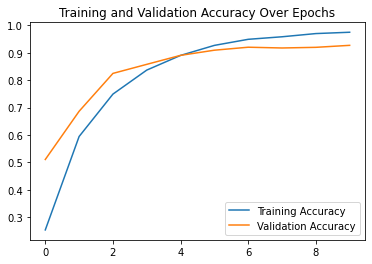 Training and Validation Accuracy Over Epochs
1.0
0.9
0.8
0.7
0.6
0.5
0.4
0.3
Training Accuracy
Validation Accuracy
0 2 4 6 8